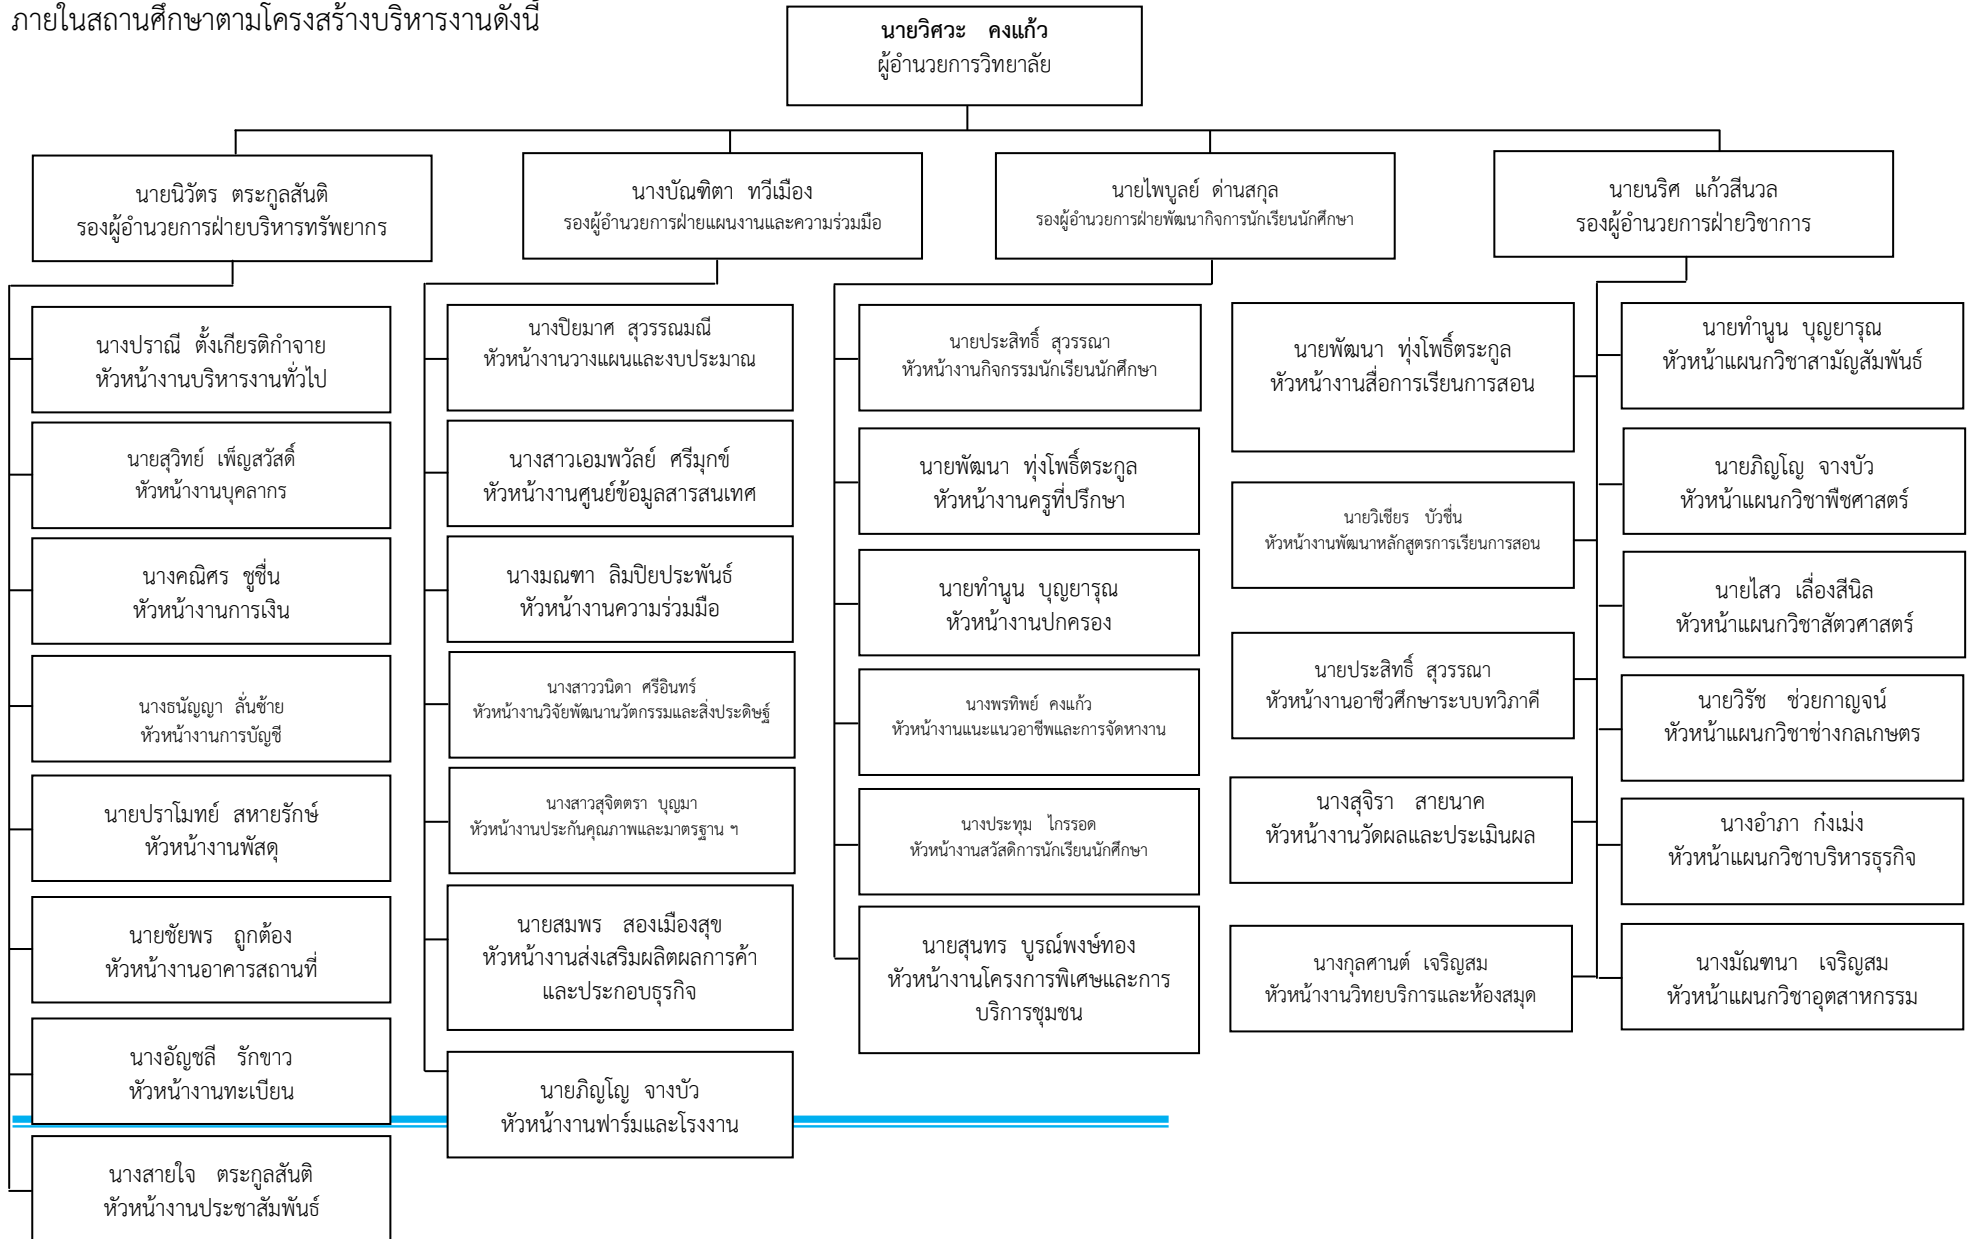 ภายในสถานศึกษาตามโครงสร้างบริหารงานดังนี้
นายวิศวะ คงแก้ว
ผู้อำนวยการวิทยาลัย
นายนิวัตร ตระกูลสันติ
รองผู้อำนวยการฝ่ายบริหารทรัพยากร
นางบัณฑิตา ทวีเมือง
รองผู้อำนวยการฝ่ายแผนงานและความร่วมมือ
นายไพบูลย์ ด่านสกุล
รองผู้อำนวยการฝ่ายพัฒนากิจการนักเรียนนักศึกษา
นายนริศ แก้วสีนวล
รองผู้อำนวยการฝ่ายวิชาการ
นางปราณี ตั้งเกียรติกำจาย
หัวหน้างานบริหารงานทั่วไป
นายสุวิทย์ เพ็ญสวัสดิ์
หัวหน้างานบุคลากร
นางคณิศร ชูชื่น
หัวหน้างานการเงิน
นางธนัญญา ลั่นซ้าย
หัวหน้างานการบัญชี
นายปราโมทย์ สหายรักษ์
หัวหน้างานพัสดุ
นายชัยพร ถูกต้อง
หัวหน้างานอาคารสถานที่
นางอัญชลี รักขาว
หัวหน้างานทะเบียน
นางสายใจ ตระกูลสันติ
หัวหน้างานประชาสัมพันธ์
นางปิยมาศ สุวรรณมณี
หัวหน้างานวางแผนและงบประมาณ
นางสาวเอมพวัลย์ ศรีมุกข์
หัวหน้างานศูนย์ข้อมูลสารสนเทศ
นางมณฑา ลิมปิยประพันธ์
หัวหน้างานความร่วมมือ
นางสาววนิดา ศรีอินทร์
หัวหน้างานวิจัยพัฒนานวัตกรรมและสิ่งประดิษฐ์
นางสาวสุจิตตรา บุญมา
หัวหน้างานประกันคุณภาพและมาตรฐาน ฯ
นายสมพร สองเมืองสุข
หัวหน้างานส่งเสริมผลิตผลการค้า
และประกอบธุรกิจ
นายภิญโญ จางบัว
หัวหน้างานฟาร์มและโรงงาน
นายประสิทธิ์ สุวรรณา
หัวหน้างานกิจกรรมนักเรียนนักศึกษา
นายพัฒนา ทุ่งโพธิ์ตระกูล
หัวหน้างานครูที่ปรึกษา
นายทำนูน บุญยารุณ
หัวหน้างานปกครอง
นางพรทิพย์ คงแก้ว
หัวหน้างานแนะแนวอาชีพและการจัดหางาน
นางประทุม ไกรรอด
หัวหน้างานสวัสดิการนักเรียนนักศึกษา
นายสุนทร บูรณ์พงษ์ทอง
หัวหน้างานโครงการพิเศษและการ
บริการชุมชน
นายพัฒนา ทุ่งโพธิ์ตระกูล
หัวหน้างานสื่อการเรียนการสอน
นายวิเชียร บัวชื่น
หัวหน้างานพัฒนาหลักสูตรการเรียนการสอน
นายประสิทธิ์ สุวรรณา
หัวหน้างานอาชีวศึกษาระบบทวิภาคี
นางสุจิรา สายนาค
หัวหน้างานวัดผลและประเมินผล
นางกุลศานต์ เจริญสม
หัวหน้างานวิทยบริการและห้องสมุด
นายทำนูน บุญยารุณ
หัวหน้าแผนกวิชาสามัญสัมพันธ์
นายภิญโญ จางบัว
หัวหน้าแผนกวิชาพืชศาสตร์
นายไสว เลื่องสีนิล
หัวหน้าแผนกวิชาสัตวศาสตร์
นายวิรัช ช่วยกาญจน์
หัวหน้าแผนกวิชาช่างกลเกษตร
นางอำภา ก๋งเม่ง
หัวหน้าแผนกวิชาบริหารธุรกิจ
นางมัณฑนา เจริญสม
หัวหน้าแผนกวิชาอุตสาหกรรม